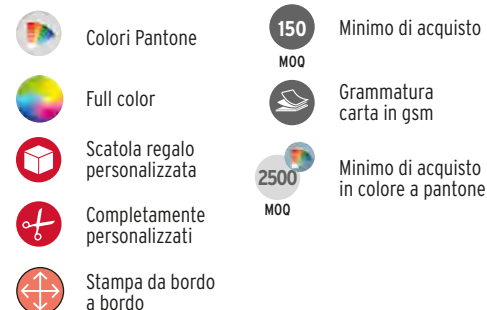 Colori Pantone
Full color
Scatola regalo
personalizzata
Completamente
personalizzati
Stampa da bordo
a bordo
150
MOQ
Minimo di acquisto
Grammatura
carta in gsm
2500
MOQ
Minimo di acquisto
in colore a pantone